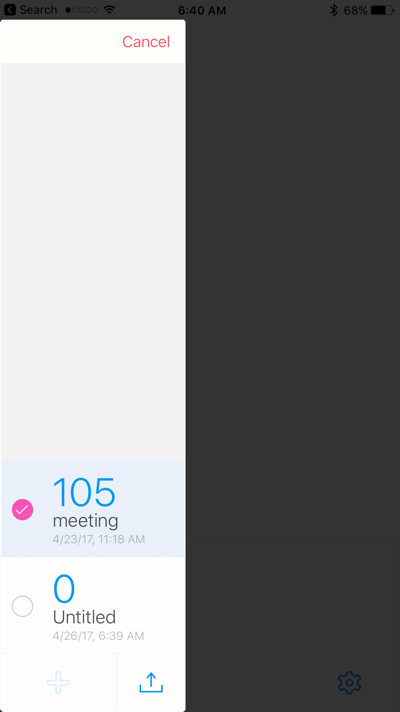 Search 6:40 AM 68%
Cancel
105
meeting
4/23/17, 11:18 AM
0
Untitled
4/26/17, 6:39 AM